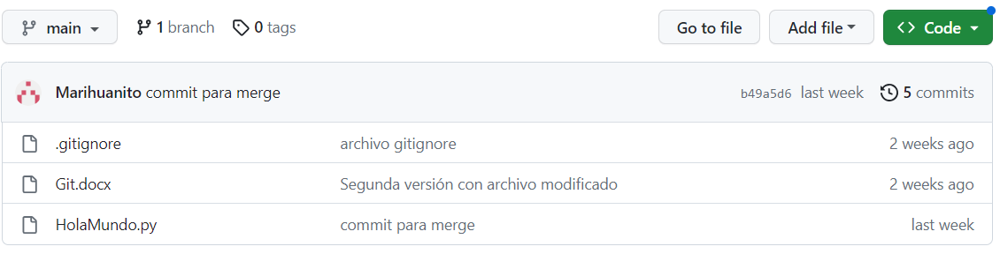 main 1 branch 0 tags Go to file Add file Code
Marihuanito commit para merge b49a5d6 last week 5 commits
.gitignore archivo gitignore 2 weeks ago
Git.docx Segunda versión con archivo modificado 2 weeks ago
HolaMundo.py commit para merge last week